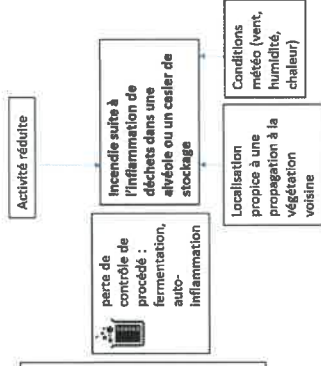 Activité réduite
perte de
contrôle de
procédé :
fermentation,
auto-
inflammation
Incendie suite à
l'inflammation de
déchets dans une
alvéole ou un casier de
stockage
Localisation
propice à une
propagation à la
végétation
voisine
Conditions
météo (vent,
humidité,
chaleur)